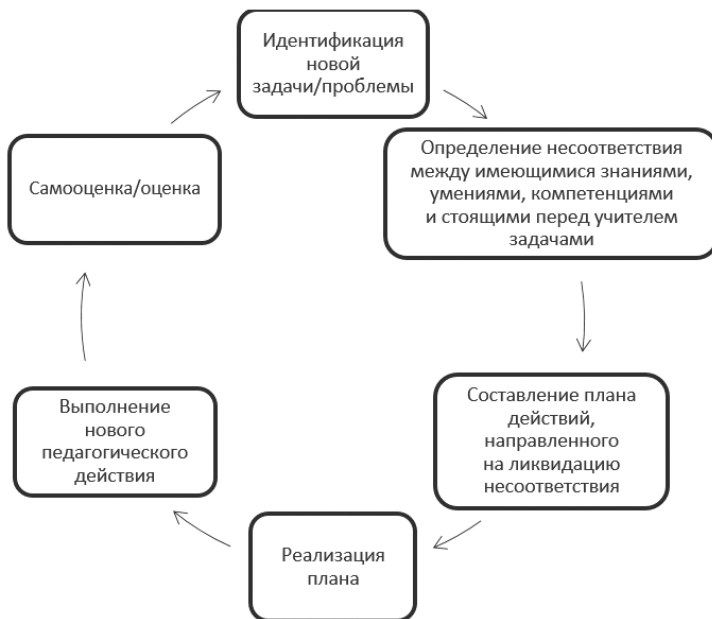 Идентификация
новой
задачи/проблемы
Определение несоответствия
между имеющимися знаниями,
умениями, компетенциями
и стоящими перед учителем
задачами
Составление плана
действий,
направленного
на ликвидацию
несоответствия
Реализация
плана
Выполнение
нового
педагогического
действия
Самооценка/оценка